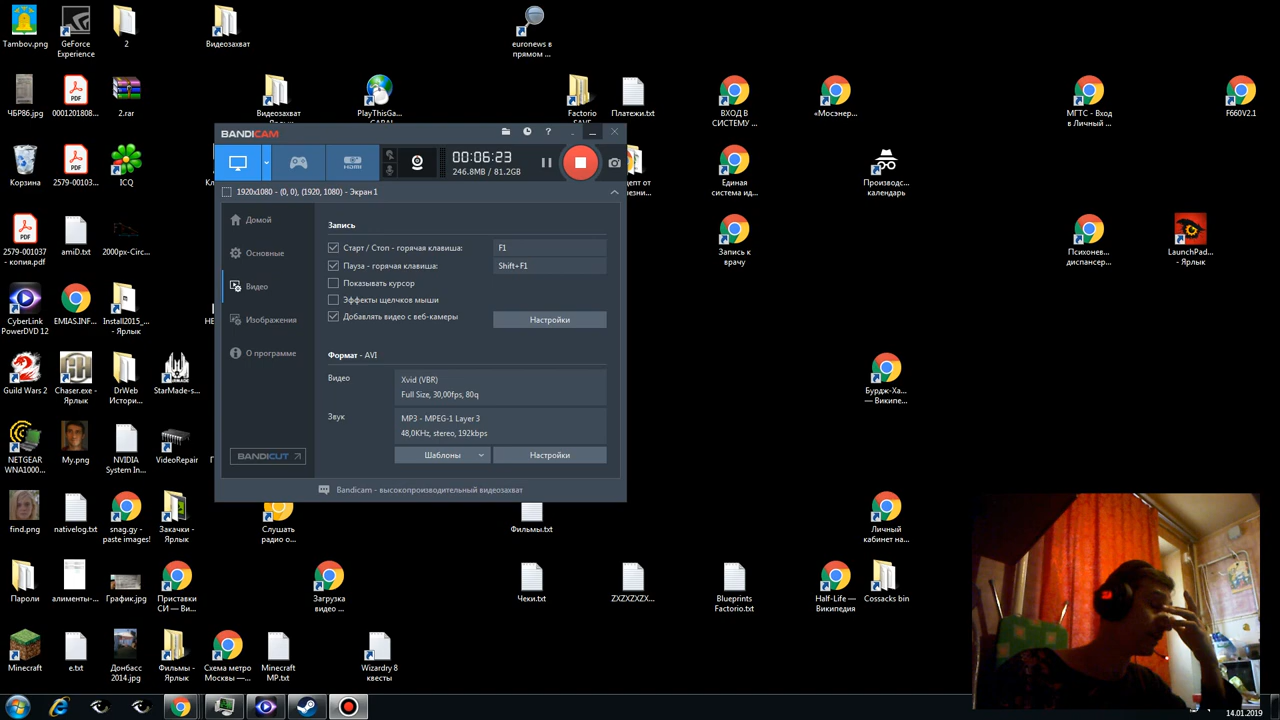 Tambov.png
GeForce
Experience
2
Видеозахват
euronews в
прямом ...
ЧБР86.jpg
0001201808...
2.rar
Видеозахват
PlayThisGa...
Factorio
Платежи.txt
ВХОД В
СИСТЕМУ ...
«Мосэнер...
МГТС - Вход
в Личный ...
F660V2.1
Корзина
2579-00103...
ICQ
Единая
система ид...
Производс...
календарь
2579-001037
- копия.pdf
amiD.txt
2000px-Circ...
Запись к
врачу
Психонев...
диспансер...
LaunchPad...
- Ярлык
CyberLink
PowerDVD 12
EMIAS.INF...
Install2015_...
- Ярлык
Guild Wars 2
Chaser.exe -
Ярлык
DrWeb
Истори...
StarMade-s...
Бурдж-Ха...
— Википе...
NETGEAR
WNA1000...
My.png
NVIDIA
System In...
VideoRepair
find.png
nativelog.txt
snag.gy -
paste images!
Закачки -
Ярлык
Слушать
радио о...
Фильмы.txt
Личный
кабинет на...
Пароли
алименты-...
График.jpg
Приставки
СИ — Ви...
Загрузка
видео ...
Чеки.txt
ZXZXZXZX...
Blueprints
Factorio.txt
Half-Life —
Википедия
Cossacks bin
Minecraft
e.txt
Донбасс
2014.jpg
Фильмы -
Ярлык
Схема метро
Москвы —...
Minecraft
MP.txt
Wizardry 8
квесты
BANDICAM
HDMI
00:06:23
246.8MB / 81.2GB
1920x1080 - (0, 0), (1920, 1080) - Экран 1
Домой
Основные
Видео
Изображения
О программе
BANDICUT
Запись
Старт / Стоп - горячая клавиша:
F1
Пауза - горячая клавиша:
Shift+F1
Показывать курсор
Эффекты щелчков мыши
Добавлять видео с веб-камеры
Настройки
Формат - AVI
Видео
Xvid (VBR)
Full Size, 30,00fps, 80q
Звук
MP3 - MPEG-1 Layer 3
48,0KHz, stereo, 192kbps
Шаблоны
Настройки
Bandicam - высокопроизводительный видеозахват
14.01.2019